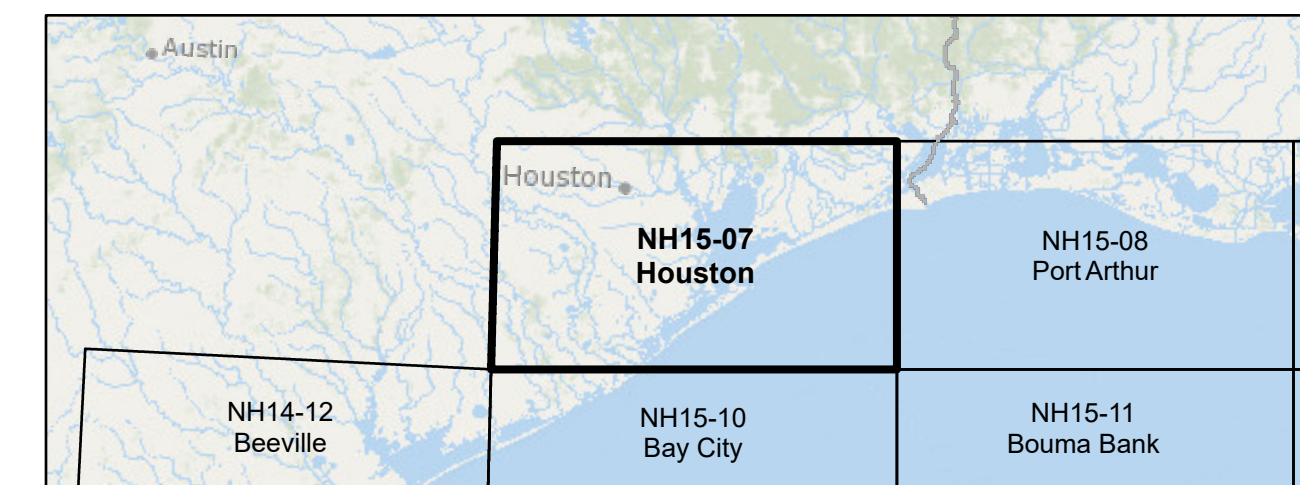 Austin
Houston
NH15-07
Houston
NH15-08
Port Arthur
NH14-12
Beeville
NH15-10
Bay City
NH15-11
Bouma Bank